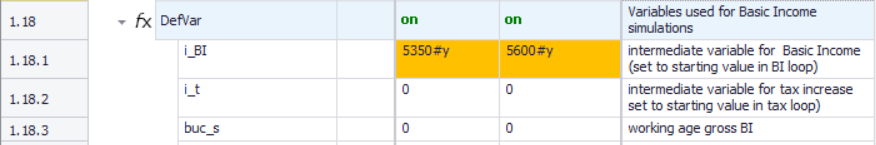 1.18 fx DefVar on on Variables used for Basic Income
simulations
1.18.1 i_BI 5350#y 5600#y intermediate variable for  Basic Income
(set to starting value in BI loop)
1.18.2 i_t 0 0 intermediate variable for tax increase
set to starting value in tax loop)
1.18.3 buc_s 0 0 working age gross BI